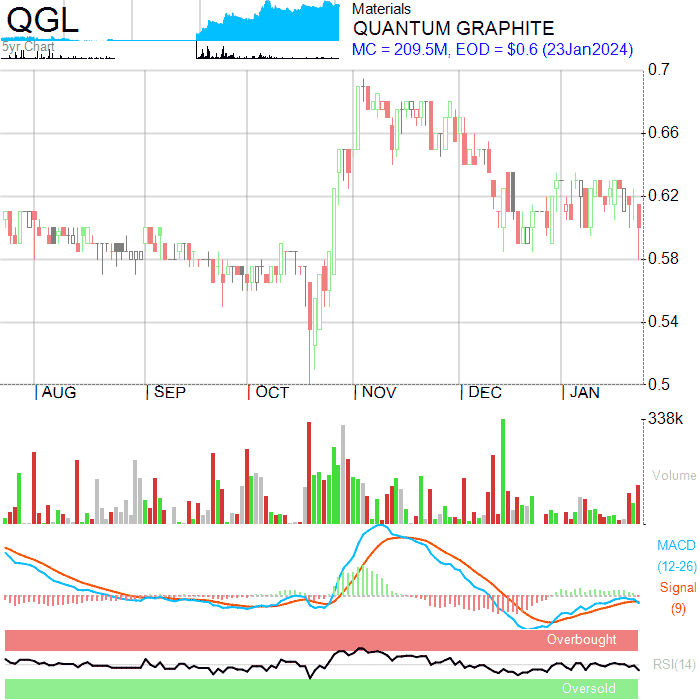 QGL
5yr Chart
Materials
QUANTUM GRAPHITE
MC = 209.5M, EOD = $0.6 (23Jan2024)
0.7
0.66
0.62
0.58
0.54
0.5
AUG SEP OCT NOV DEC JAN
338k
Volume
MACD
(12-26)
Signal
(9)
Overbought
RSI(14)
Oversold